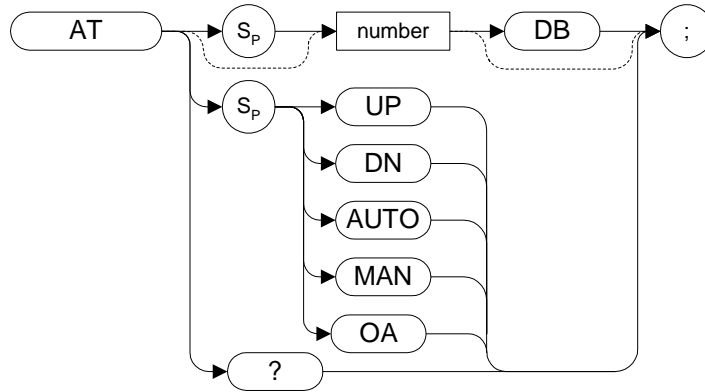 AT SP number DB ;
SP UP
DN
AUTO
MAN
OA
?